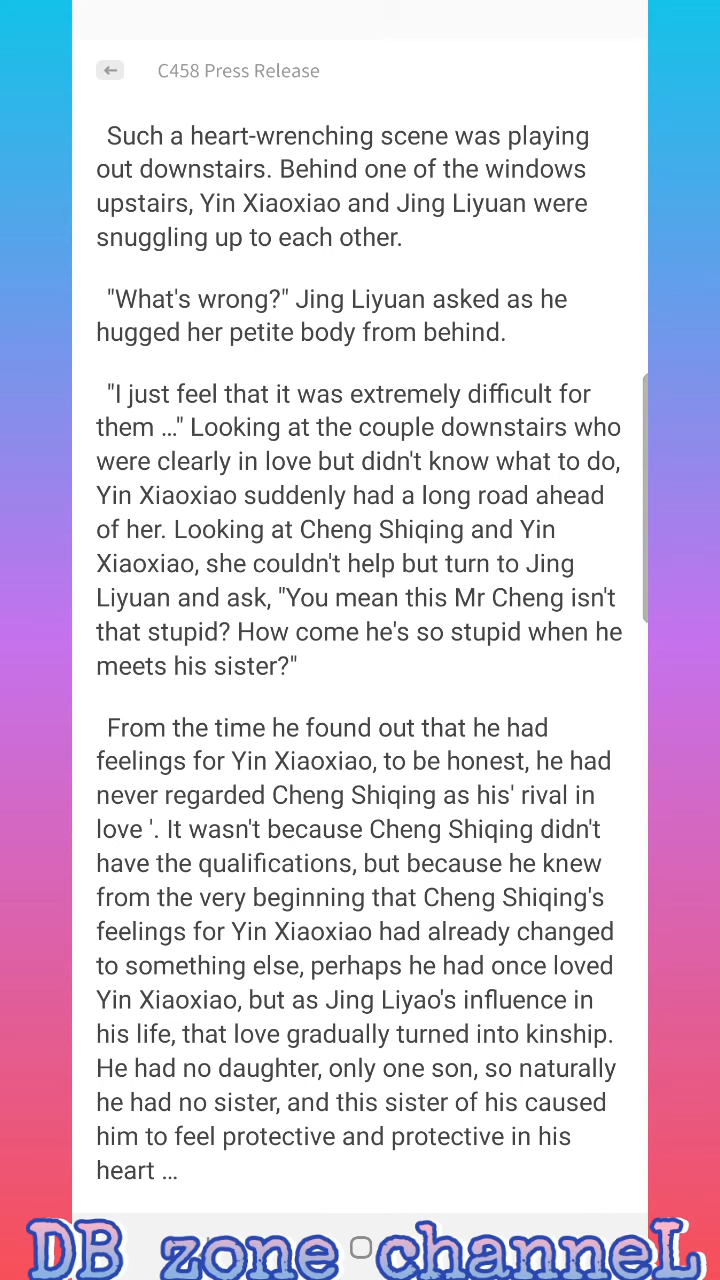 C458 Press Release
Such a heart-wrenching scene was playing
out downstairs. Behind one of the windows
upstairs, Yin Xiaoxiao and Jing Liyuan were
snuggling up to each other.
"What's wrong?" Jing Liyuan asked as he
hugged her petite body from behind.
"I just feel that it was extremely difficult for
them ..." Looking at the couple downstairs who
were clearly in love but didn't know what to do,
Yin Xiaoxiao suddenly had a long road ahead
of her. Looking at Cheng Shiqing and Yin
Xiaoxiao, she couldn't help but turn to Jing
Liyuan and ask, "You mean this Mr Cheng isn't
that stupid? How come he's so stupid when he
meets his sister?"
From the time he found out that he had
feelings for Yin Xiaoxiao, to be honest, he had
never regarded Cheng Shiqing as his' rival in
love '. It wasn't because Cheng Shiqing didn't
have the qualifications, but because he knew
from the very beginning that Cheng Shiqing's
feelings for Yin Xiaoxiao had already changed
to something else, perhaps he had once loved
Yin Xiaoxiao, but as Jing Liyao's influence in
his life, that love gradually turned into kinship.
He had no daughter, only one son, so naturally
he had no sister, and this sister of his caused
him to feel protective and protective in his
heart ...
DB zone channeL